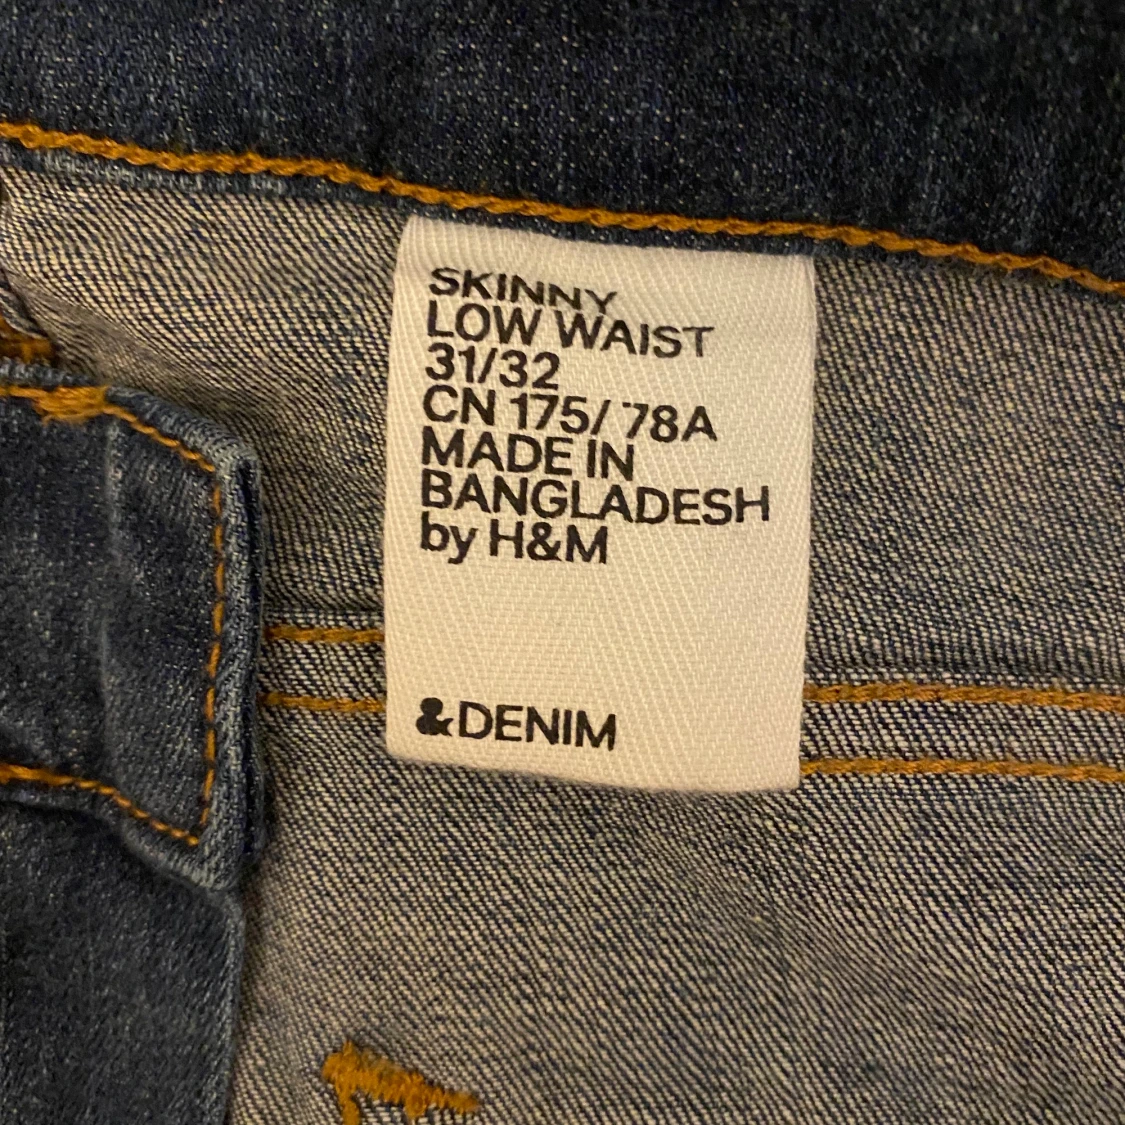 SKINNY
LOW WAIST
31/32
CN 175/ 78A
MADE IN
BANGLADESH
by H&M
&DENIM